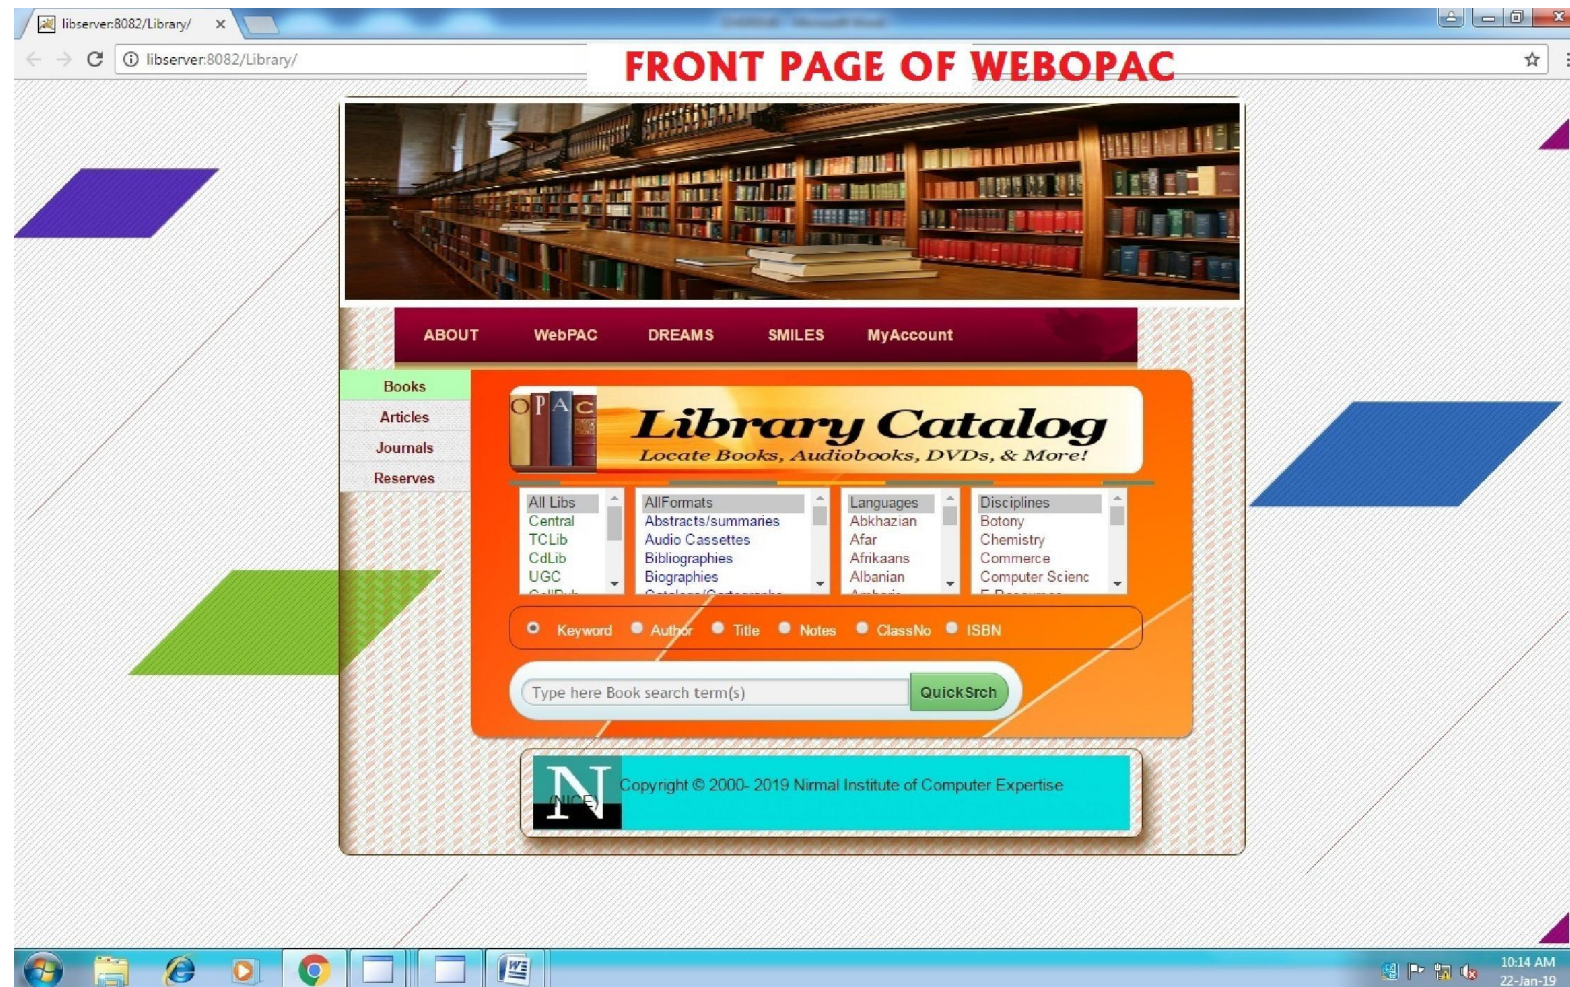 libserver:8082/Library/
libserver:8082/Library/
FRONT PAGE OF WEBOPAC
ABOUT WebPAC DREAMS SMILES MyAccount
Books
Articles
Journals
Reserves
OPAC
Library Catalog
Locate Books, Audiobooks, DVDs, & More!
All Libs
Central
TCLib
CdLib
UGC
AllFormats
Abstracts/summaries
Audio Cassettes
Bibliographies
Biographies
Languages
Abkhazian
Afar
Afrikaans
Albanian
Disciplines
Botony
Chemistry
Commerce
Computer Scienc
Keyword Author Title Notes ClassNo ISBN
Type here Book search term(s) QuickSrch
N
(NICE)
Copyright © 2000- 2019 Nirmal Institute of Computer Expertise
10:14 AM
22-Jan-19